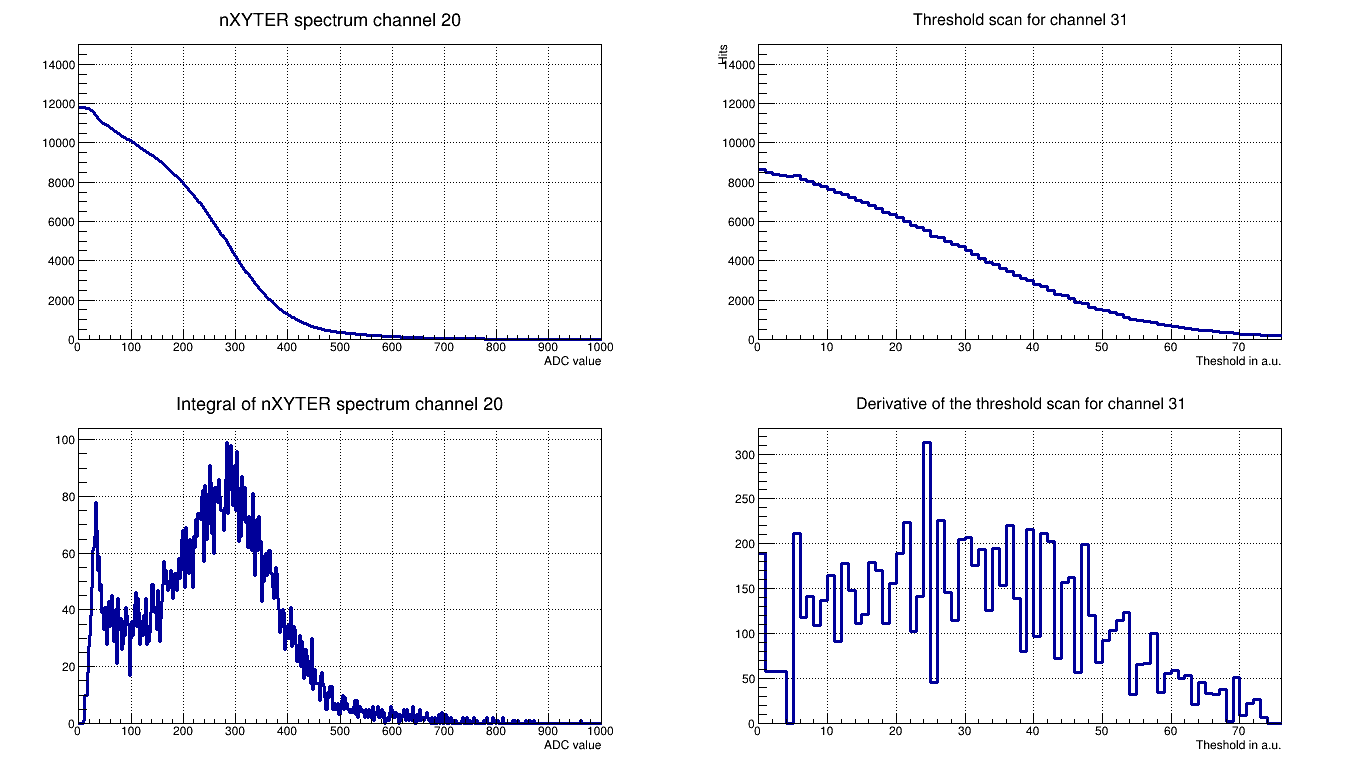 nXYTER spectrum channel 20
14000
12000
10000
8000
6000
4000
2000
0
0 100 200 300 400 500 600 700 800 900 1000
ADC value
Threshold scan for channel 31
Hits
14000
12000
10000
8000
6000
4000
2000
0
0 10 20 30 40 50 60 70
Theshold in a.u.
Integral of nXYTER spectrum channel 20
100
80
60
40
20
0
0 100 200 300 400 500 600 700 800 900 1000
ADC value
Derivative of the threshold scan for channel 31
300
250
200
150
100
50
0
0 10 20 30 40 50 60 70
Theshold in a.u.